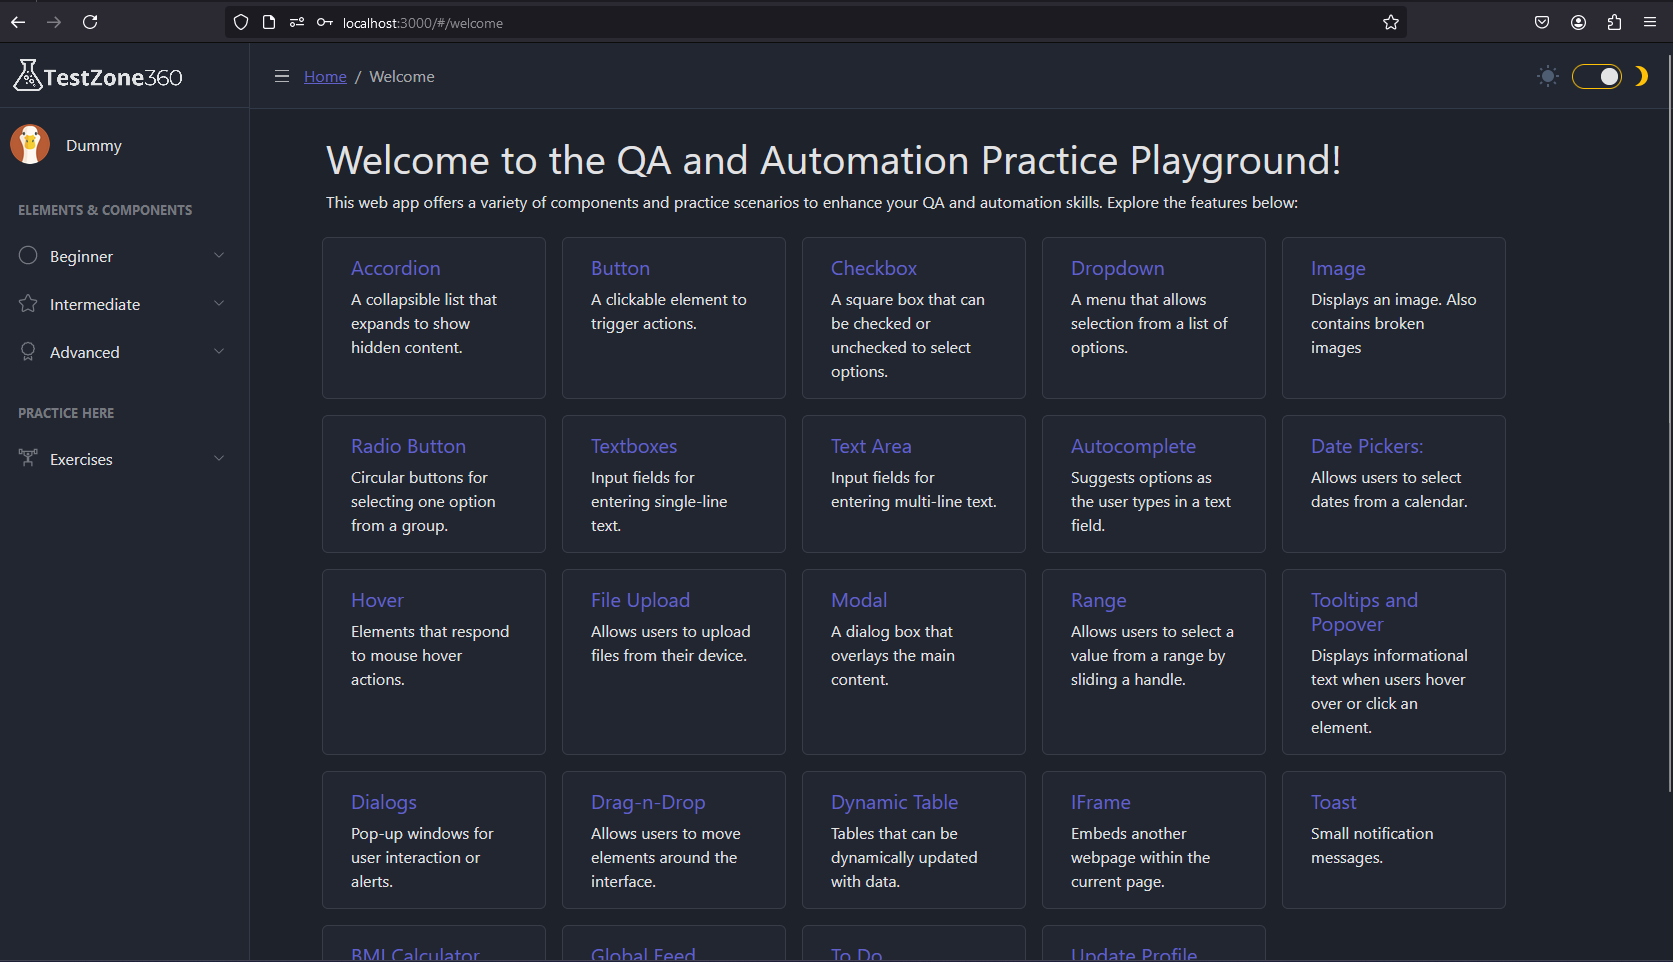 localhost:3000/#/welcome
TestZone360
Home / Welcome
Dummy
ELEMENTS & COMPONENTS
Beginner
Intermediate
Advanced
PRACTICE HERE
Exercises
Welcome to the QA and Automation Practice Playground!
This web app offers a variety of components and practice scenarios to enhance your QA and automation skills. Explore the features below:
Accordion
A collapsible list that
expands to show
hidden content.
Button
A clickable element to
trigger actions.
Checkbox
A square box that can
be checked or
unchecked to select
options.
Dropdown
A menu that allows
selection from a list of
options.
Image
Displays an image. Also
contains broken
images
Radio Button
Circular buttons for
selecting one option
from a group.
Textboxes
Input fields for
entering single-line
text.
Text Area
Input fields for
entering multi-line text.
Autocomplete
Suggests options as
the user types in a text
field.
Date Pickers:
Allows users to select
dates from a calendar.
Hover
Elements that respond
to mouse hover
actions.
File Upload
Allows users to upload
files from their device.
Modal
A dialog box that
overlays the main
content.
Range
Allows users to select a
value from a range by
sliding a handle.
Tooltips and
Popover
Displays informational
text when users hover
over or click an
element.
Dialogs
Pop-up windows for
user interaction or
alerts.
Drag-n-Drop
Allows users to move
elements around the
interface.
Dynamic Table
Tables that can be
dynamically updated
with data.
IFrame
Embeds another
webpage within the
current page.
Toast
Small notification
messages.
BMI Calculator
Global Feed
To Do
Update Profile